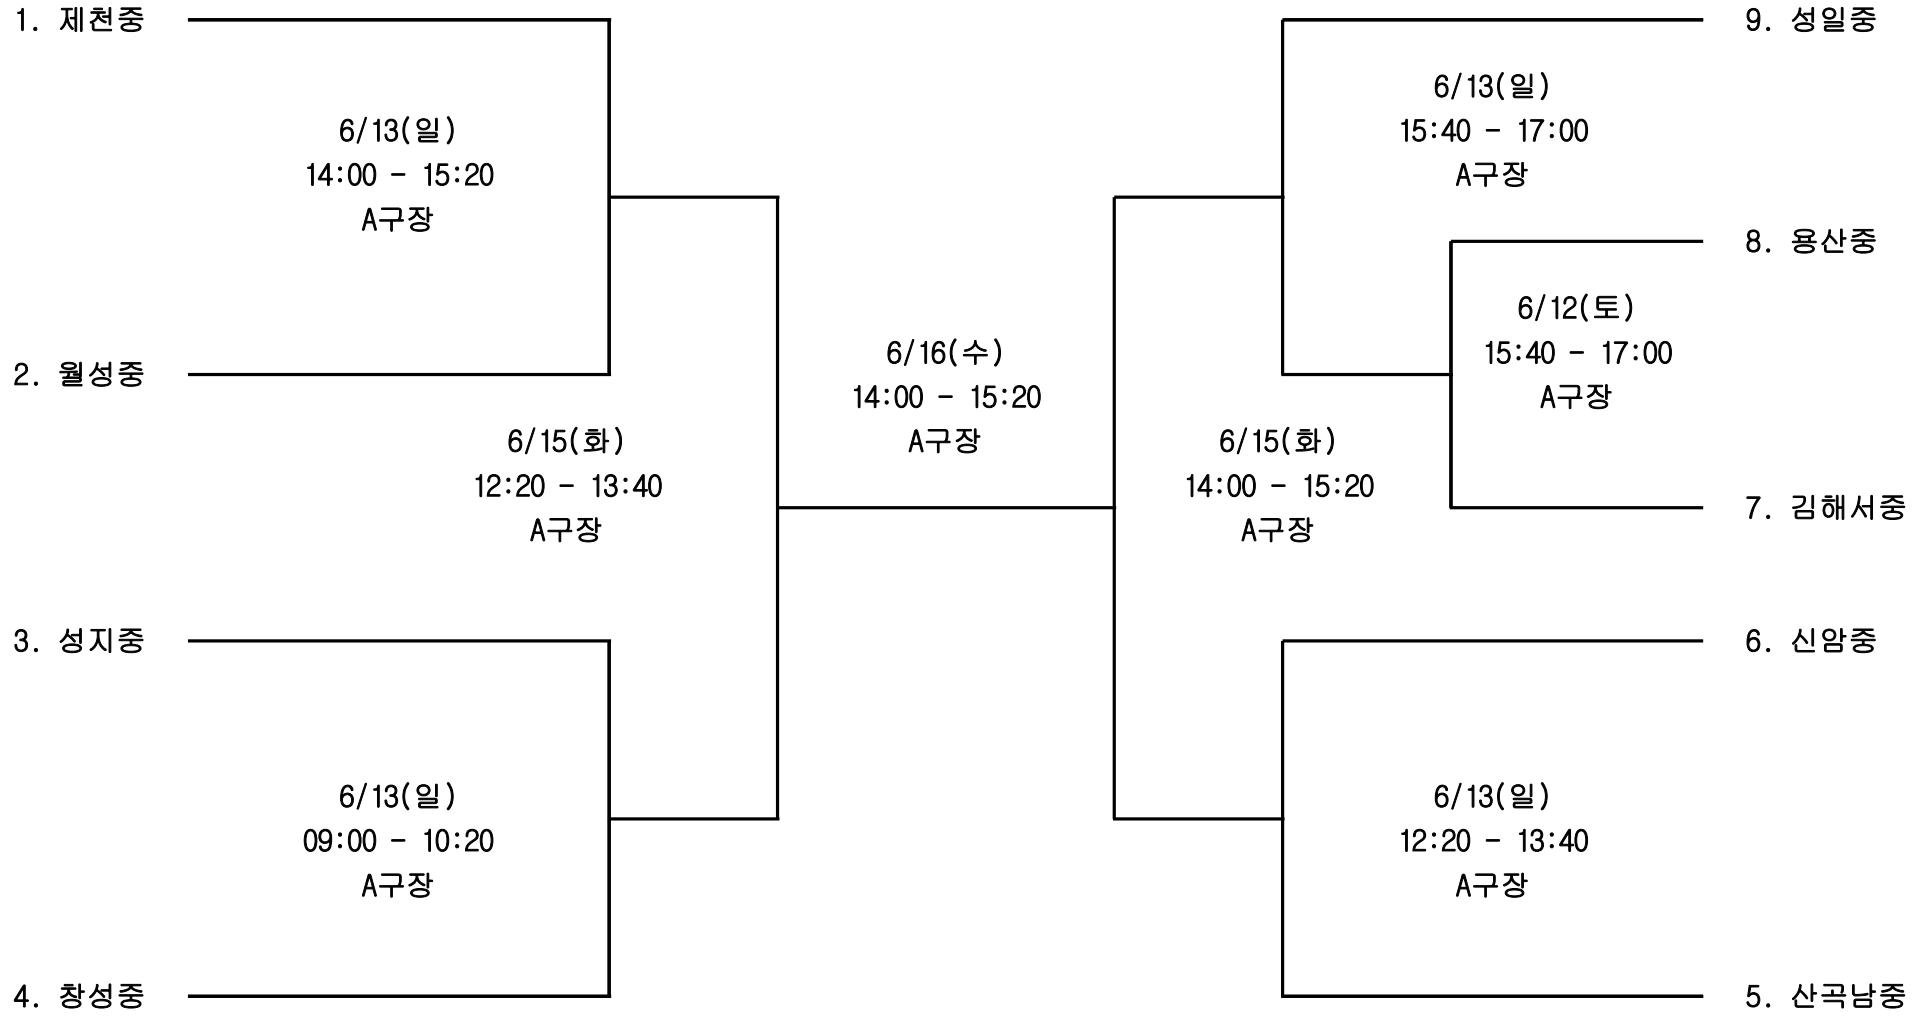 1. 제천중
9. 성일중
6/13(일)
14:00 - 15:20
A구장
6/13(일)
15:40 - 17:00
A구장
8. 용산중
6/12(토)
15:40 - 17:00
A구장
2. 월성중
6/16(수)
14:00 - 15:20
A구장
6/15(화)
12:20 - 13:40
A구장
6/15(화)
14:00 - 15:20
A구장
7. 김해서중
3. 성지중
6. 신암중
6/13(일)
09:00 - 10:20
A구장
6/13(일)
12:20 - 13:40
A구장
4. 창성중
5. 산곡남중